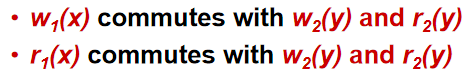 • w₁(x) commutes with w₂(y) and r₂(y)
• r₁(x) commutes with w₂(y) and r₂(y)